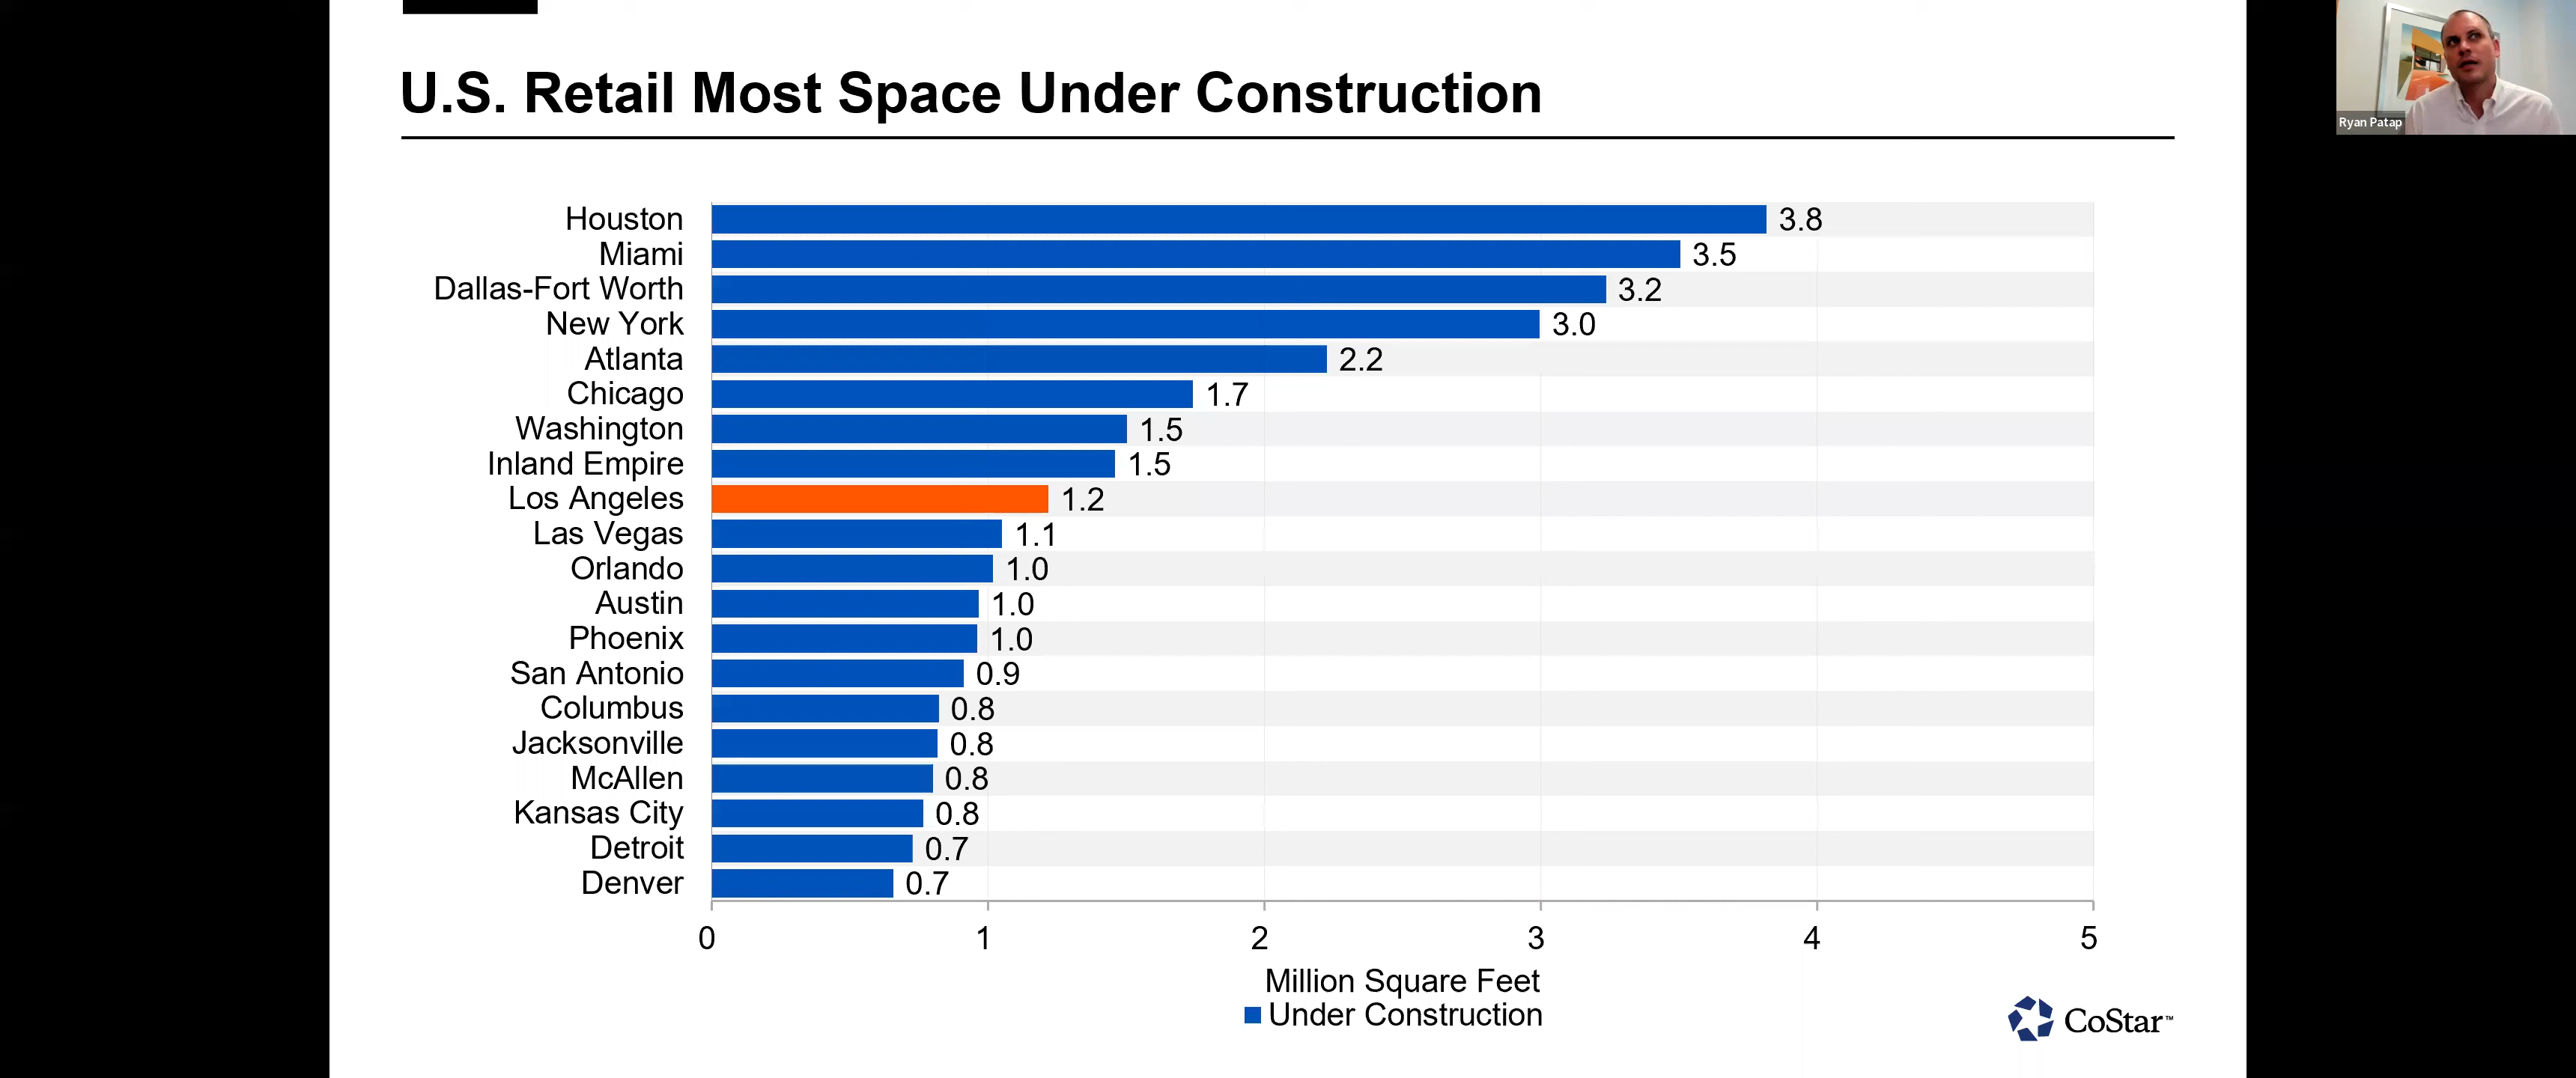 U.S. Retail Most Space Under Construction
Ryan Patap
Houston 3.8
Miami 3.5
Dallas-Fort Worth 3.2
New York 3.0
Atlanta 2.2
Chicago 1.7
Washington 1.5
Inland Empire 1.5
Los Angeles 1.2
Las Vegas 1.1
Orlando 1.0
Austin 1.0
Phoenix 1.0
San Antonio 0.9
Columbus 0.8
Jacksonville 0.8
McAllen 0.8
Kansas City 0.8
Detroit 0.7
Denver 0.7
0 1 2 3 4 5
Million Square Feet
Under Construction
CoStar™